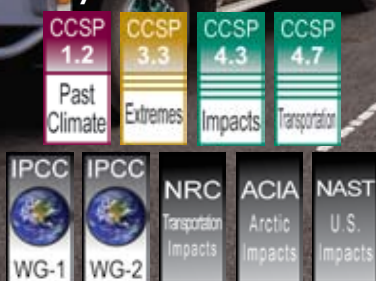 CCSP CCSP CCSP CCSP
1.2 3.3 4.3 4.7
Past
Climate Extremes Impacts Transportation
IPCC IPCC NRC ACIA NAST
Transportation Arctic U.S.
Impacts Impacts Impacts
WG-1 WG-2